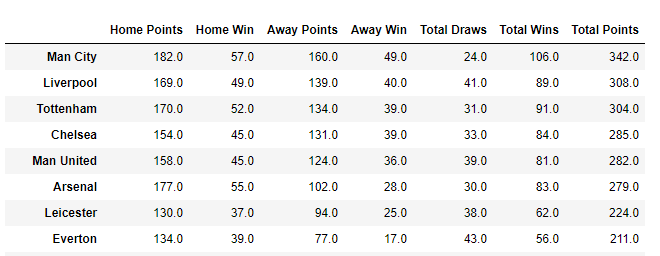 Home Points Home Win Away Points Away Win Total Draws Total Wins Total Points
Man City 182.0 57.0 160.0 49.0 24.0 106.0 342.0
Liverpool 169.0 49.0 139.0 40.0 41.0 89.0 308.0
Tottenham 170.0 52.0 134.0 39.0 31.0 91.0 304.0
Chelsea 154.0 45.0 131.0 39.0 33.0 84.0 285.0
Man United 158.0 45.0 124.0 36.0 39.0 81.0 282.0
Arsenal 177.0 55.0 102.0 28.0 30.0 83.0 279.0
Leicester 130.0 37.0 94.0 25.0 38.0 62.0 224.0
Everton 134.0 39.0 77.0 17.0 43.0 56.0 211.0